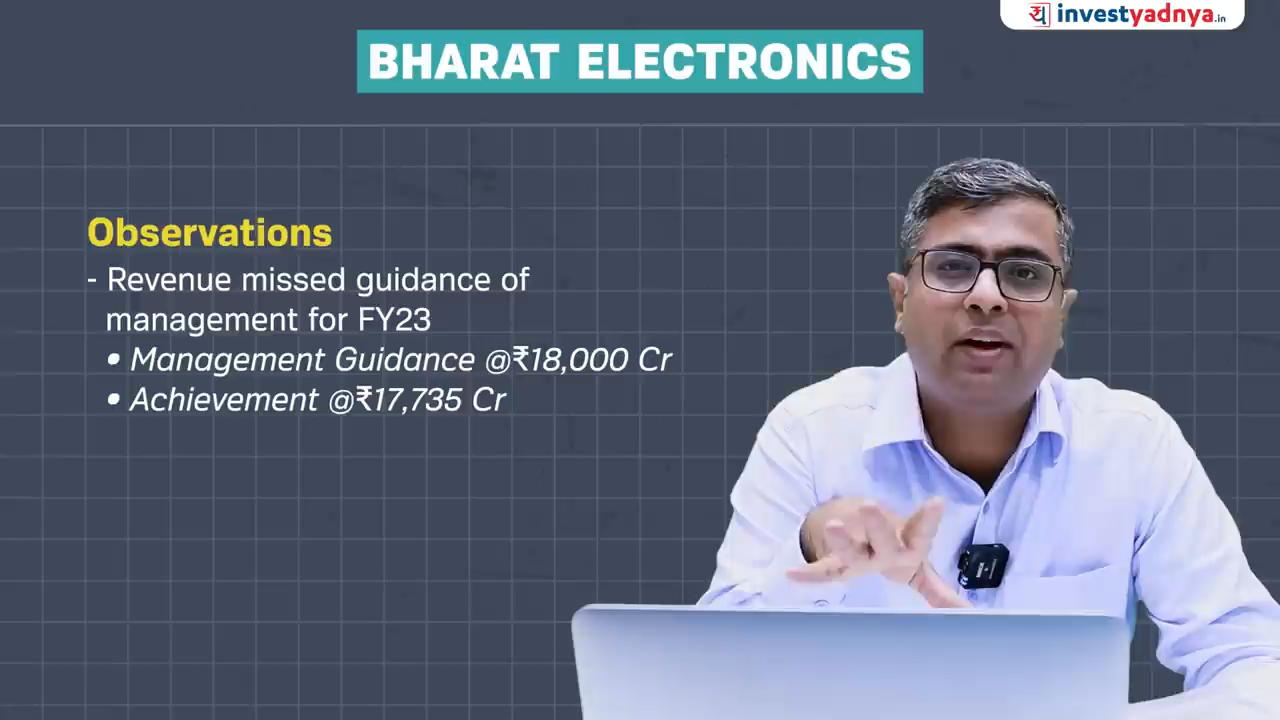 यु investyadnya.in
BHARAT ELECTRONICS
Observations
- Revenue missed guidance of
management for FY23
• Management Guidance @₹18,000 Cr
• Achievement @₹17,735 Cr